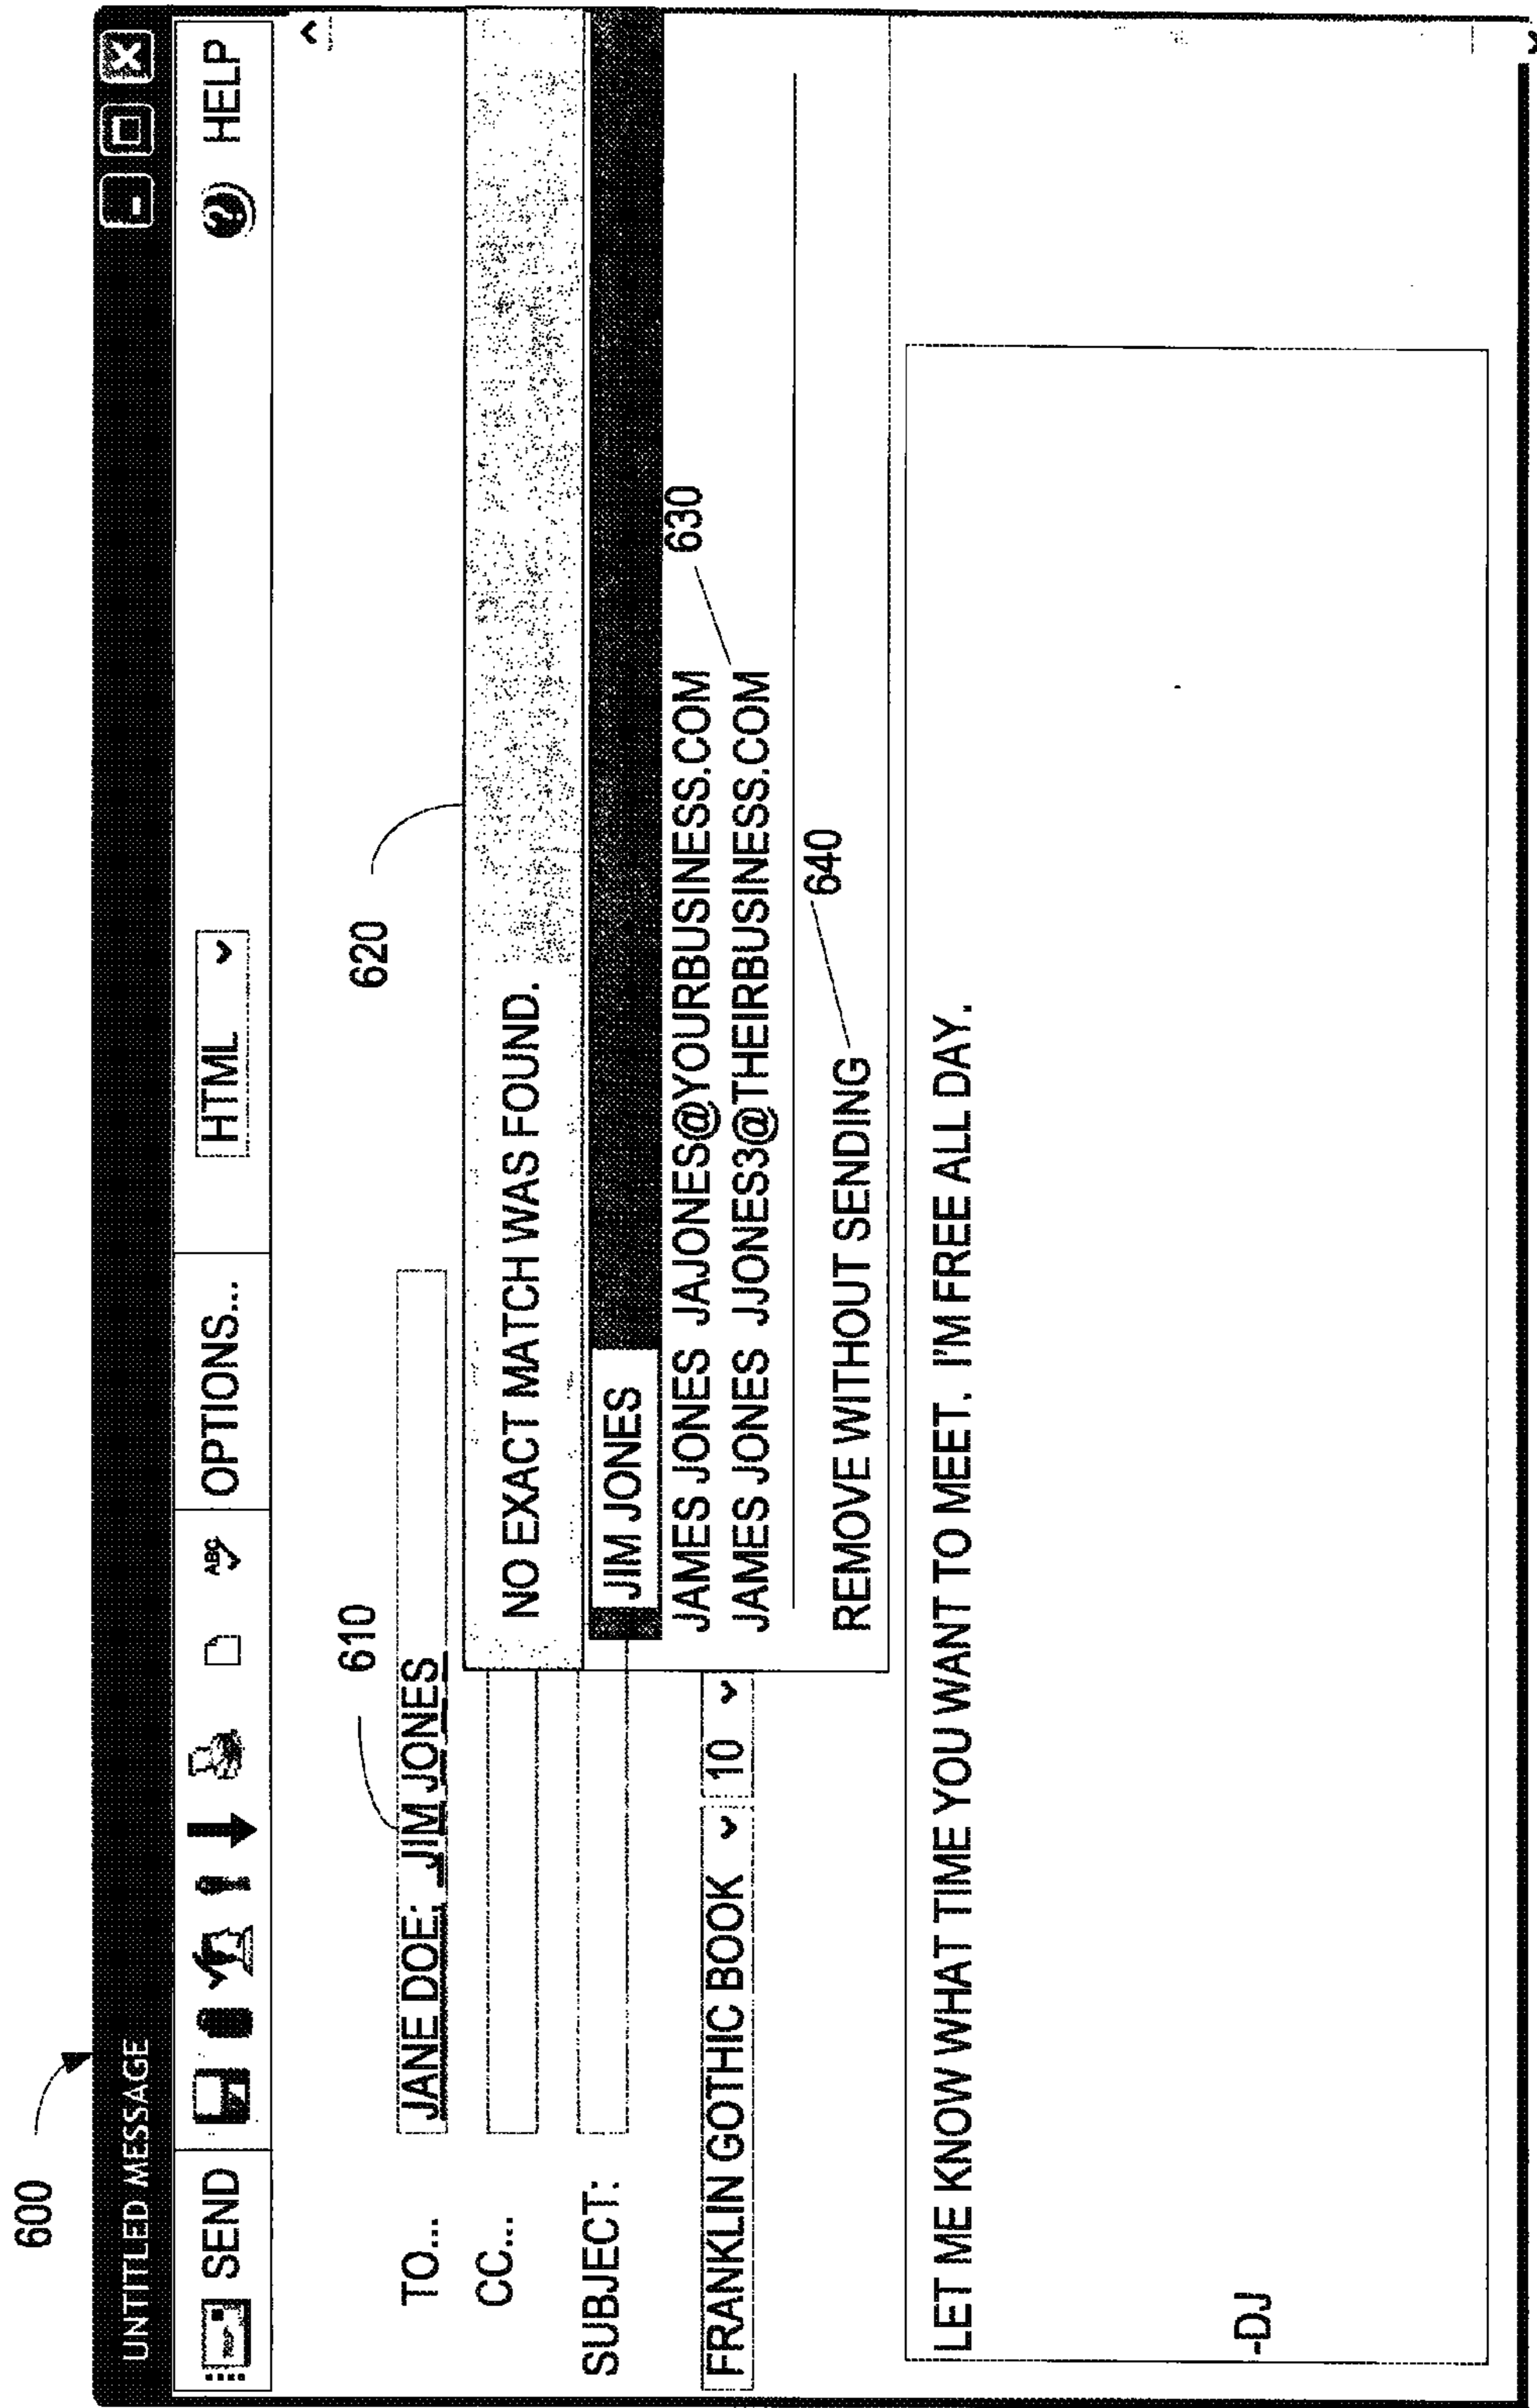 600
UNTITLED MESSAGE
SEND ABC OPTIONS... HTML HELP
610
620
TO... JANE DOE; JIM JONES
CC...
NO EXACT MATCH WAS FOUND.
SUBJECT:
JIM JONES
630
FRANKLIN GOTHIC BOOK 10
JAMES JONES JAJONES@YOURBUSINESS.COM
JAMES JONES JJONES3@THEIRBUSINESS.COM
640
REMOVE WITHOUT SENDING
LET ME KNOW WHAT TIME YOU WANT TO MEET. I'M FREE ALL DAY.
-DJ